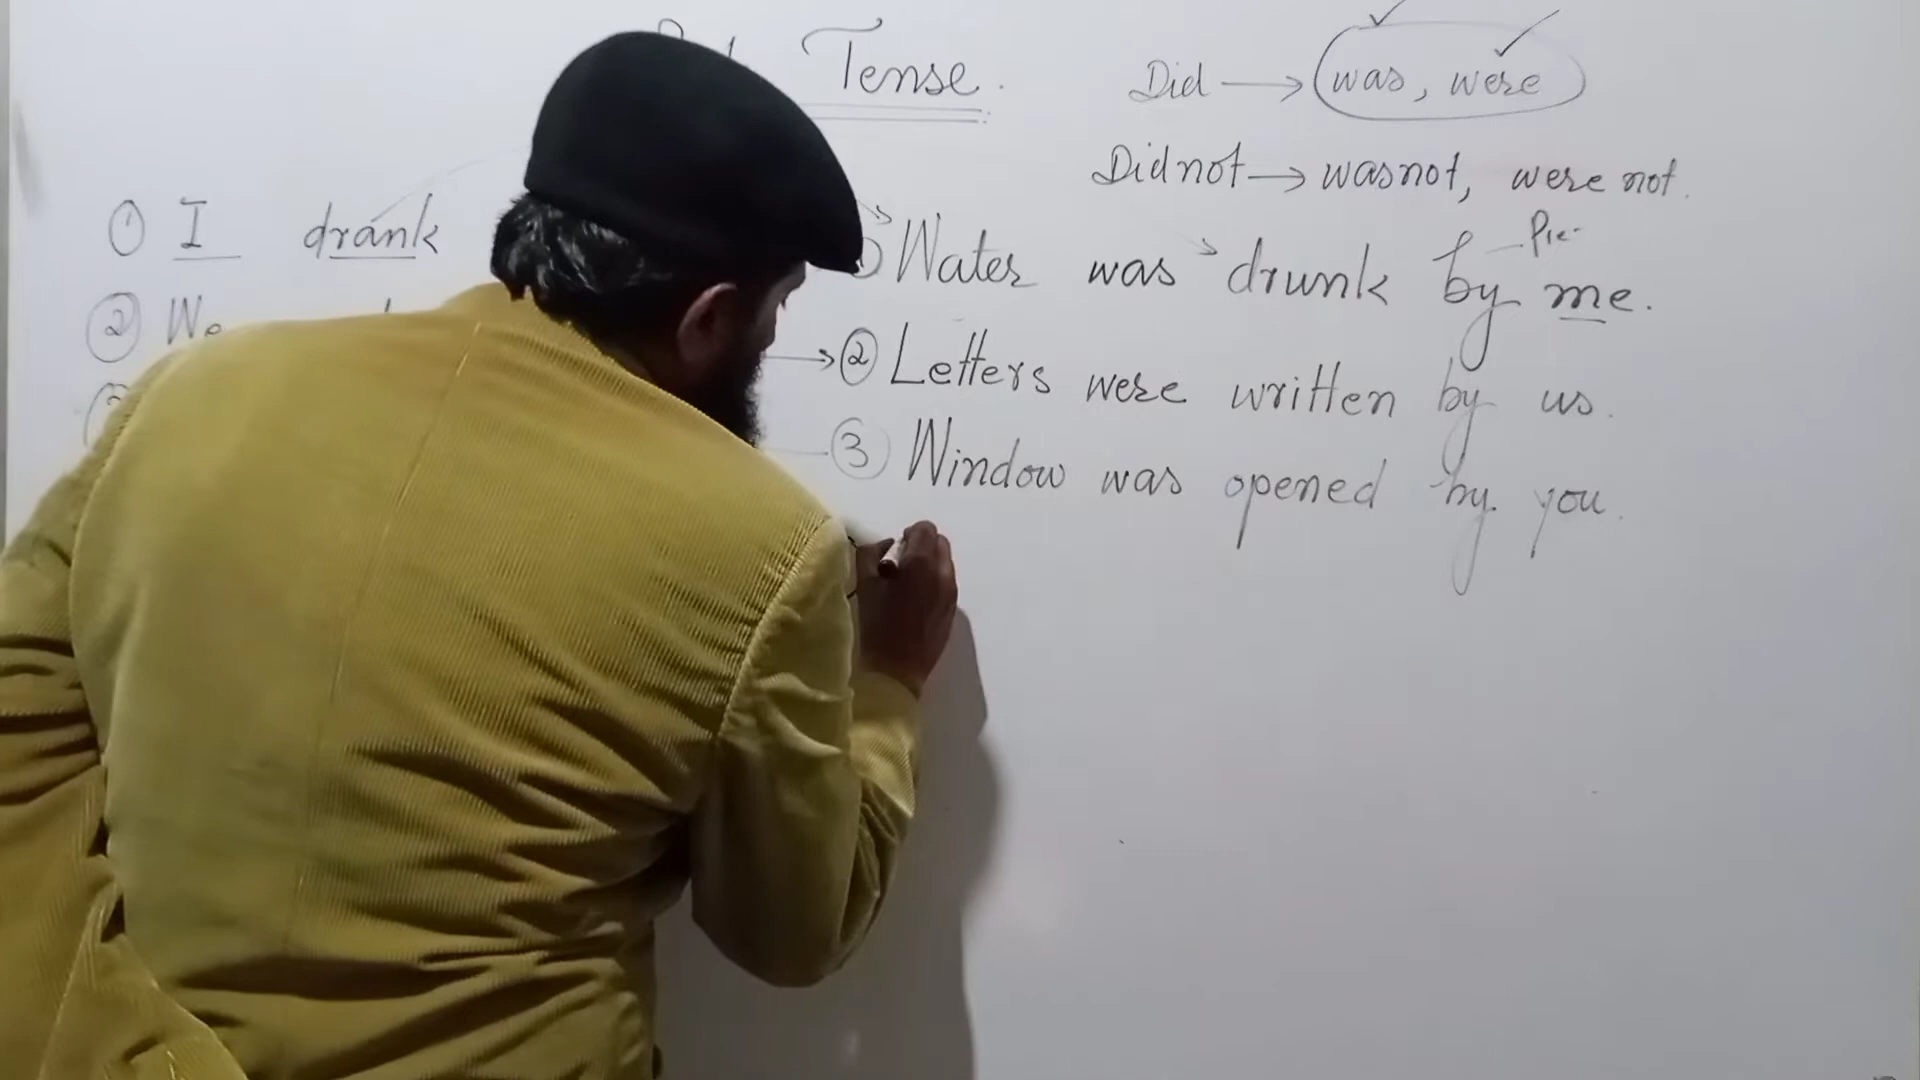 Tense.
Did → was, were
Did not → was not, were not.
① I drank
Water was drunk by me.
Pre-
② We
② Letters were written by us.
③ Window was opened by you.